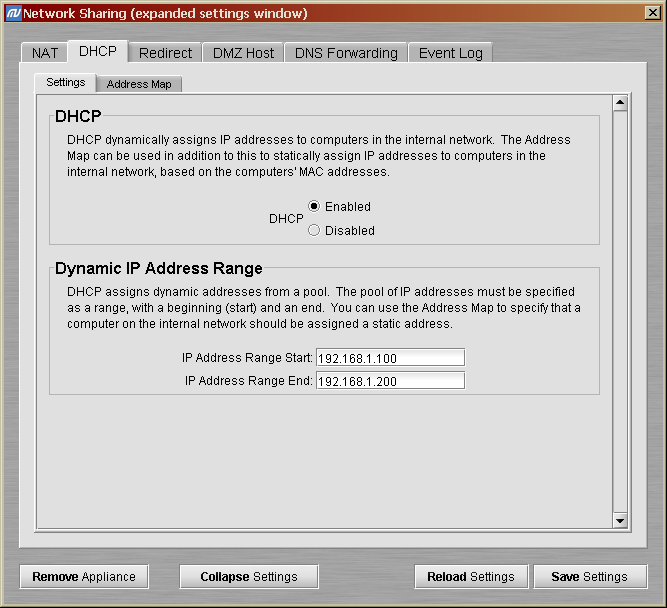 Network Sharing (expanded settings window)
NAT DHCP Redirect DMZ Host DNS Forwarding Event Log
Settings Address Map
DHCP
DHCP dynamically assigns IP addresses to computers in the internal network. The Address
Map can be used in addition to this to statically assign IP addresses to computers in the
internal network, based on the computers' MAC addresses.
DHCP
Enabled
Disabled
Dynamic IP Address Range
DHCP assigns dynamic addresses from a pool. The pool of IP addresses must be specified
as a range, with a beginning (start) and an end. You can use the Address Map to specify that a
computer on the internal network should be assigned a static address.
IP Address Range Start: 192.168.1.100
IP Address Range End: 192.168.1.200
Remove Appliance Collapse Settings Reload Settings Save Settings